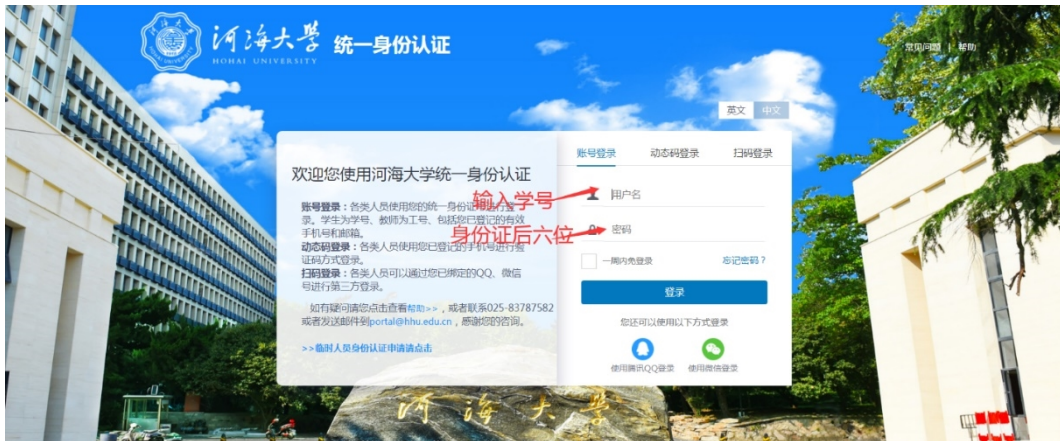 河海大学 统一身份认证
HOHAI UNIVERSITY
常见问题 | 帮助
英文 中文
账号登录 动态码登录 扫码登录
欢迎您使用河海大学统一身份认证
账号登录：各类人员使用您的统一身份证号进行登
录。学生为学号、教师为工号、包括您已登记的有效
手机号和邮箱。
动态码登录：各类人员使用您已登记的手机号进行验
证码方式登录。
扫码登录：各类人员可以通过您已绑定的QQ、微信
号进行第三方登录。
如有疑问请您点击查看帮助>>，或者联系025-83787582
或者发送邮件到portal@hhu.edu.cn，感谢您的咨询。
>>临时人员身份认证申请请点击
输入学号
用户名
身份证后六位
密码
一周内免登录 忘记密码？
登录
您还可以使用以下方式登录
使用腾讯QQ登录 使用微信登录
河海大学